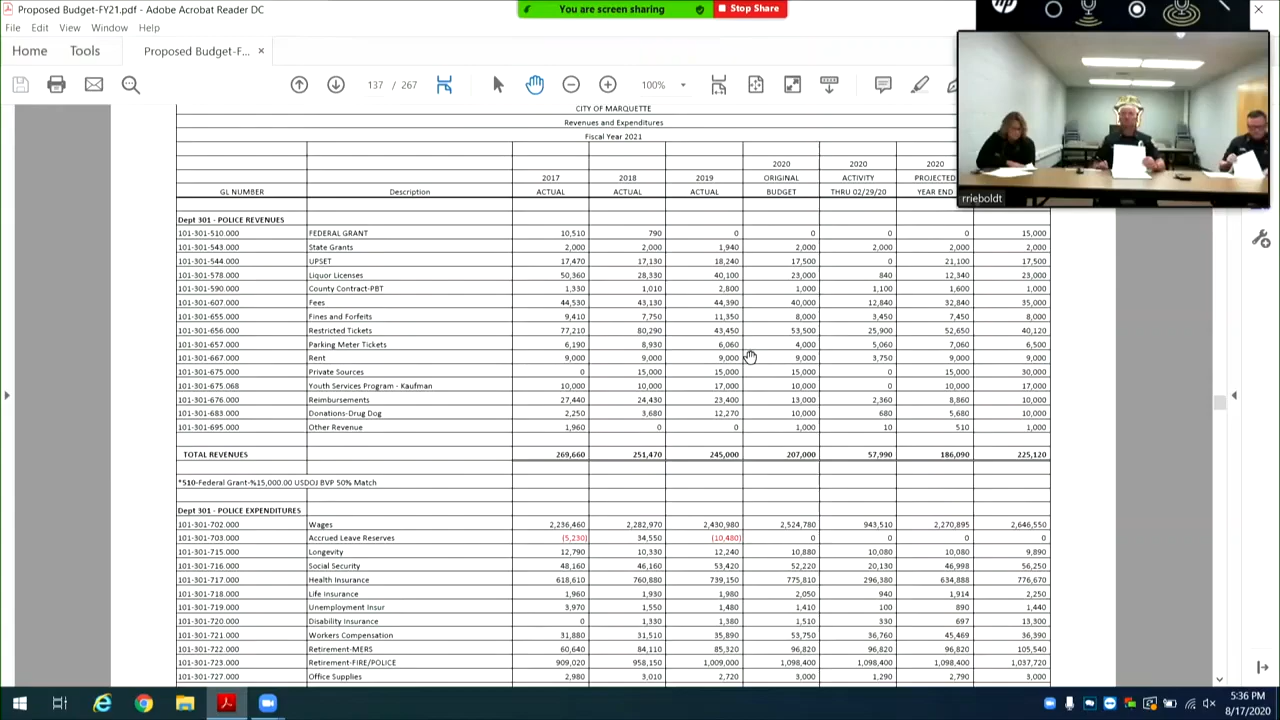 Proposed Budget-FY21.pdf - Adobe Acrobat Reader DC
You are screen sharing
Stop Share
File Edit View Window Help
Home Tools Proposed Budget-F... ×
137 / 267 100%
CITY OF MARQUETTE
Revenues and Expenditures
Fiscal Year 2021
2020 2020 2020
2017 2018 2019 ORIGINAL ACTIVITY PROJECTED
GL NUMBER Description ACTUAL ACTUAL ACTUAL BUDGET THRU 02/29/20 YEAR END
rrieboldt
Dept 301 - POLICE REVENUES
101-301-510.000 FEDERAL GRANT 10,510 790 0 0 0 0 15,000
101-301-543.000 State Grants 2,000 2,000 1,940 2,000 2,000 2,000 2,000
101-301-544.000 UPSET 17,470 17,130 18,240 17,500 0 21,100 17,500
101-301-578.000 Liquor Licenses 50,360 28,330 40,100 23,000 840 12,340 23,000
101-301-590.000 County Contract-PBT 1,330 1,010 2,800 1,000 1,100 1,600 1,000
101-301-607.000 Fees 44,530 43,130 44,390 40,000 12,840 32,840 35,000
101-301-655.000 Fines and Forfeits 9,410 7,750 11,350 8,000 3,450 7,450 8,000
101-301-656.000 Restricted Tickets 77,210 80,290 43,450 53,500 25,900 52,650 40,120
101-301-657.000 Parking Meter Tickets 6,190 8,930 6,060 4,000 5,060 7,060 6,500
101-301-667.000 Rent 9,000 9,000 9,000 9,000 3,750 9,000 9,000
101-301-675.000 Private Sources 0 15,000 15,000 15,000 0 15,000 30,000
101-301-675.068 Youth Services Program - Kaufman 10,000 10,000 17,000 10,000 0 10,000 17,000
101-301-676.000 Reimbursements 27,440 24,430 23,400 13,000 2,360 8,860 10,000
101-301-683.000 Donations-Drug Dog 2,250 3,680 12,270 10,000 680 5,680 10,000
101-301-695.000 Other Revenue 1,960 0 0 1,000 10 510 1,000
TOTAL REVENUES 269,660 251,470 245,000 207,000 57,990 186,090 225,120
*510-Federal Grant-%15,000.00 USDOJ BVP 50% Match
Dept 301 - POLICE EXPENDITURES
101-301-702.000 Wages 2,236,460 2,282,970 2,430,980 2,524,780 943,510 2,270,895 2,646,550
101-301-703.000 Accrued Leave Reserves (5,230) 34,550 (10,480) 0 0 0 0
101-301-715.000 Longevity 12,790 10,330 12,240 10,880 10,080 10,080 9,890
101-301-716.000 Social Security 48,160 46,160 53,420 52,220 20,130 46,998 56,250
101-301-717.000 Health Insurance 618,610 760,880 739,150 775,810 296,380 634,888 776,670
101-301-718.000 Life Insurance 1,960 1,930 1,980 2,050 940 1,914 2,250
101-301-719.000 Unemployment Insur 3,970 1,550 1,480 1,410 100 890 1,440
101-301-720.000 Disability Insurance 0 1,330 1,380 1,510 330 697 13,300
101-301-721.000 Workers Compensation 31,880 31,510 35,890 53,750 36,760 45,469 36,390
101-301-722.000 Retirement-MERS 60,640 84,110 85,320 96,820 96,820 96,820 105,540
101-301-723.000 Retirement-FIRE/POLICE 909,020 958,150 1,009,000 1,098,400 1,098,400 1,098,400 1,037,720
101-301-727.000 Office Supplies 2,980 3,010 2,720 3,000 1,290 2,790 3,000
5:36 PM
8/17/2020